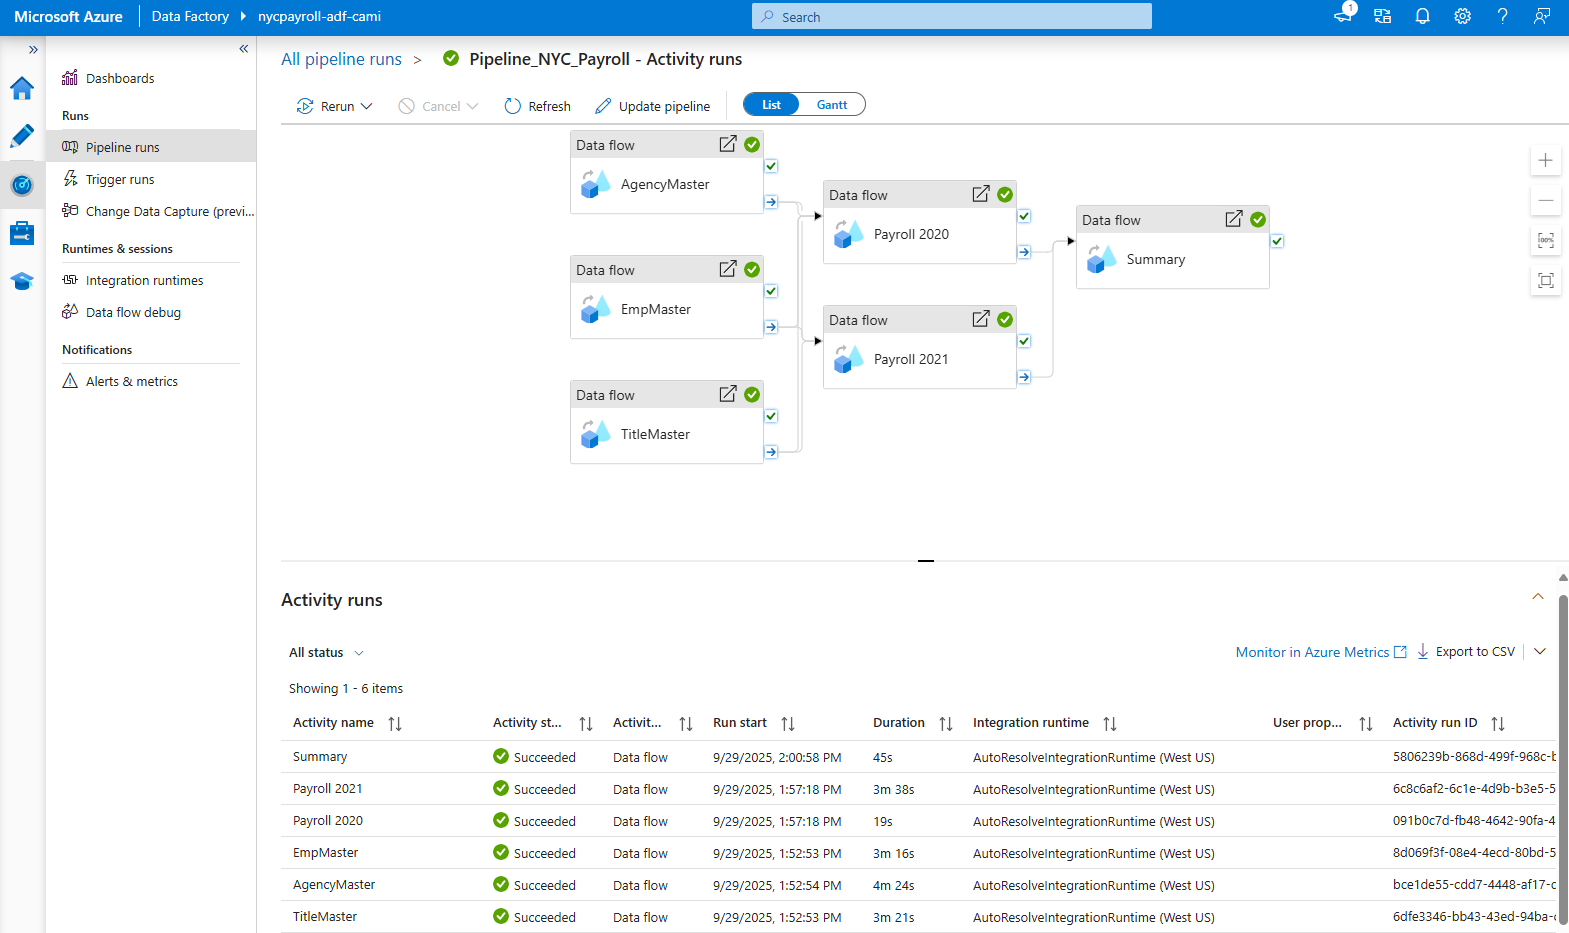 Microsoft Azure
Data Factory
nycpayroll-adf-cami
Search
1
Dashboards
Runs
Pipeline runs
Trigger runs
Change Data Capture (previ...
Runtimes & sessions
Integration runtimes
Data flow debug
Notifications
Alerts & metrics
All pipeline runs > Pipeline_NYC_Payroll - Activity runs
Rerun
Cancel
Refresh
Update pipeline
List
Gantt
Data flow
AgencyMaster
Data flow
EmpMaster
Data flow
TitleMaster
Data flow
Payroll 2020
Data flow
Payroll 2021
Data flow
Summary
100%
Activity runs
All status
Monitor in Azure Metrics
Export to CSV
Showing 1 - 6 items
Activity name Activity st... Activit... Run start Duration Integration runtime User prop... Activity run ID
Summary Succeeded Data flow 9/29/2025, 2:00:58 PM 45s AutoResolveIntegrationRuntime (West US) 5806239b-868d-499f-968c-b
Payroll 2021 Succeeded Data flow 9/29/2025, 1:57:18 PM 3m 38s AutoResolveIntegrationRuntime (West US) 6c8c6af2-6c1e-4d9b-b3e5-5
Payroll 2020 Succeeded Data flow 9/29/2025, 1:57:18 PM 19s AutoResolveIntegrationRuntime (West US) 091b0c7d-fb48-4642-90fa-4
EmpMaster Succeeded Data flow 9/29/2025, 1:52:53 PM 3m 16s AutoResolveIntegrationRuntime (West US) 8d069f3f-08e4-4ecd-80bd-5
AgencyMaster Succeeded Data flow 9/29/2025, 1:52:54 PM 4m 24s AutoResolveIntegrationRuntime (West US) bce1de55-cdd7-4448-af17-c
TitleMaster Succeeded Data flow 9/29/2025, 1:52:53 PM 3m 21s AutoResolveIntegrationRuntime (West US) 6dfe3346-bb43-43ed-94ba-